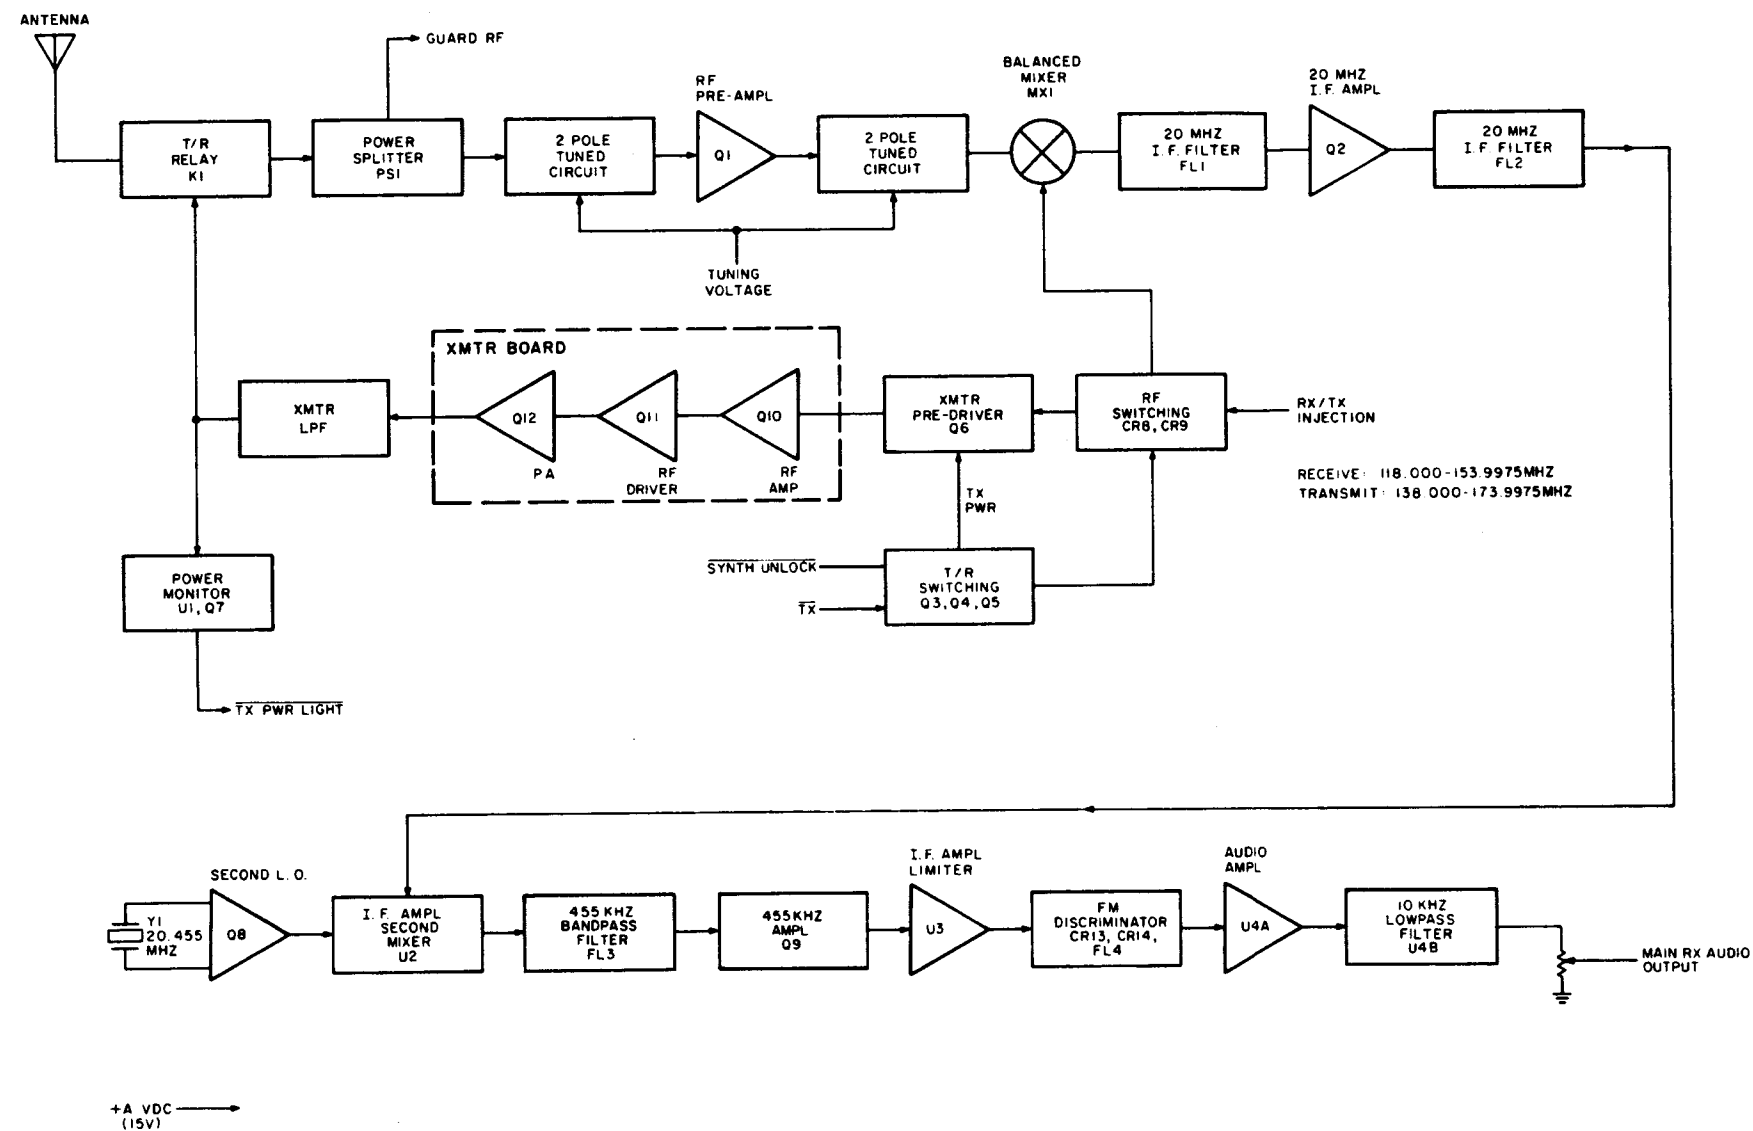 ANTENNA
GUARD RF
T/R
RELAY
K1
POWER
SPLITTER
PS1
2 POLE
TUNED
CIRCUIT
RF
PRE-AMPL
Q1
2 POLE
TUNED
CIRCUIT
BALANCED
MIXER
MX1
20 MHZ
I.F. FILTER
FL1
20 MHZ
I.F. AMPL
Q2
20 MHZ
I.F. FILTER
FL2
TUNING
VOLTAGE
XMTR BOARD
XMTR
LPF
Q12
PA
Q11
RF
DRIVER
Q10
RF
AMP
XMTR
PRE-DRIVER
Q6
RF
SWITCHING
CR8, CR9
RX/TX
INJECTION
RECEIVE: 118.000-153.9975MHZ
TRANSMIT: 138.000-173.9975MHZ
TX
PWR
SYNTH UNLOCK
TX
T/R
SWITCHING
Q3, Q4, Q5
POWER
MONITOR
U1, Q7
TX PWR LIGHT
SECOND L.O.
Y1
20.455
MHZ
Q8
I.F. AMPL
SECOND
MIXER
U2
455 KHZ
BANDPASS
FILTER
FL3
455KHZ
AMPL
Q9
I.F. AMPL
LIMITER
U3
FM
DISCRIMINATOR
CR13, CR14,
FL4
AUDIO
AMPL
U4A
10 KHZ
LOWPASS
FILTER
U4B
MAIN RX AUDIO
OUTPUT
+A VDC
(15V)